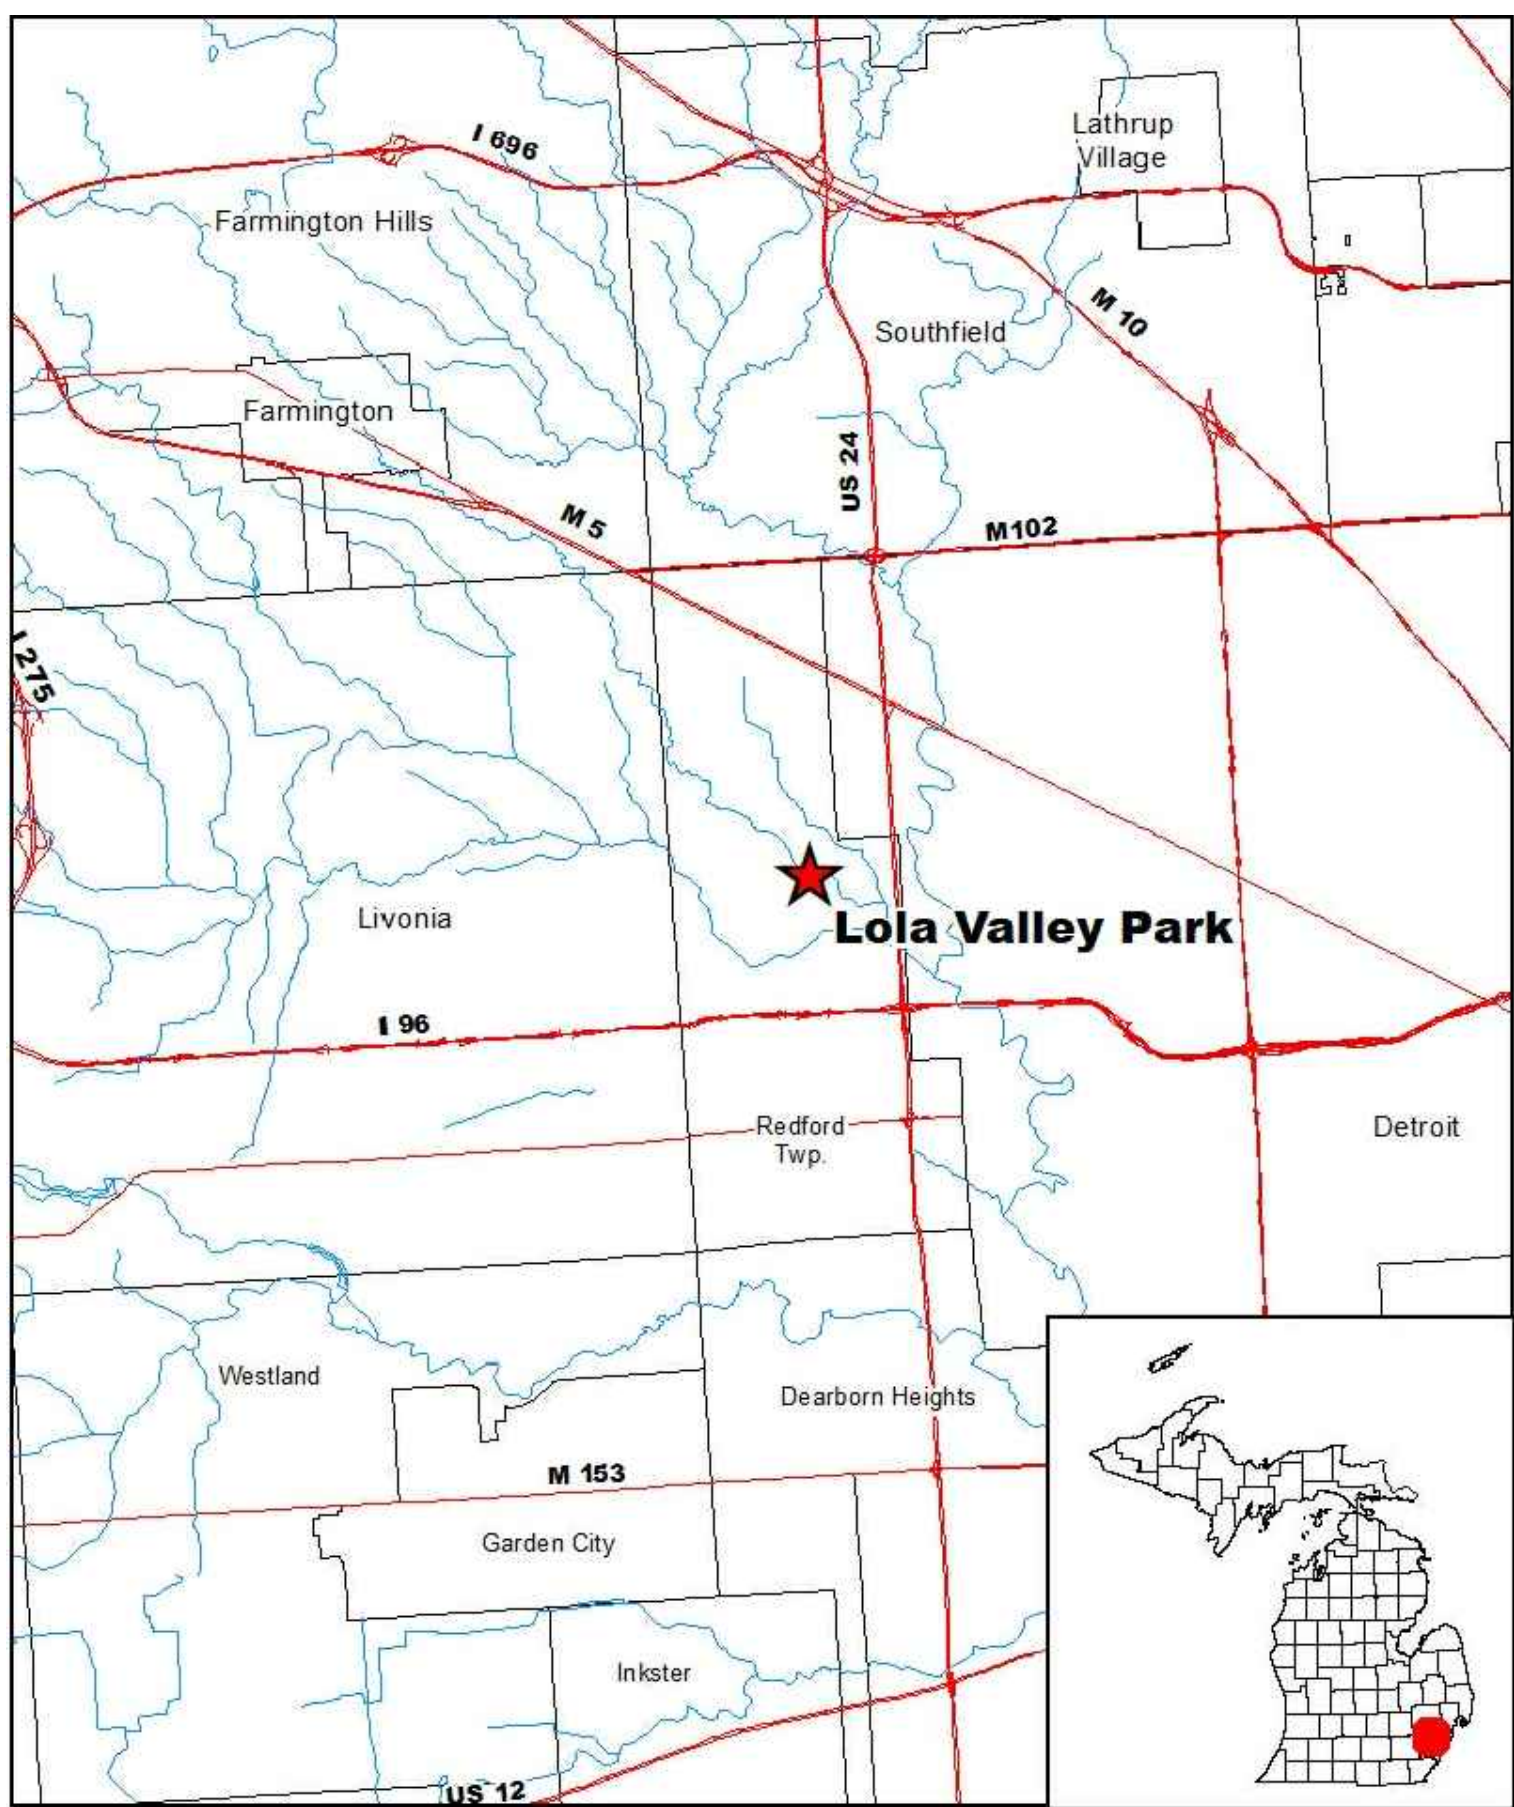 I 696
Lathrup
Village
Farmington Hills
M 10
Southfield
Farmington
US 24
M 5
M102
I 275
Lola Valley Park
Livonia
I 96
Redford
Twp.
Detroit
Westland
Dearborn Heights
M 153
Garden City
Inkster
US 12